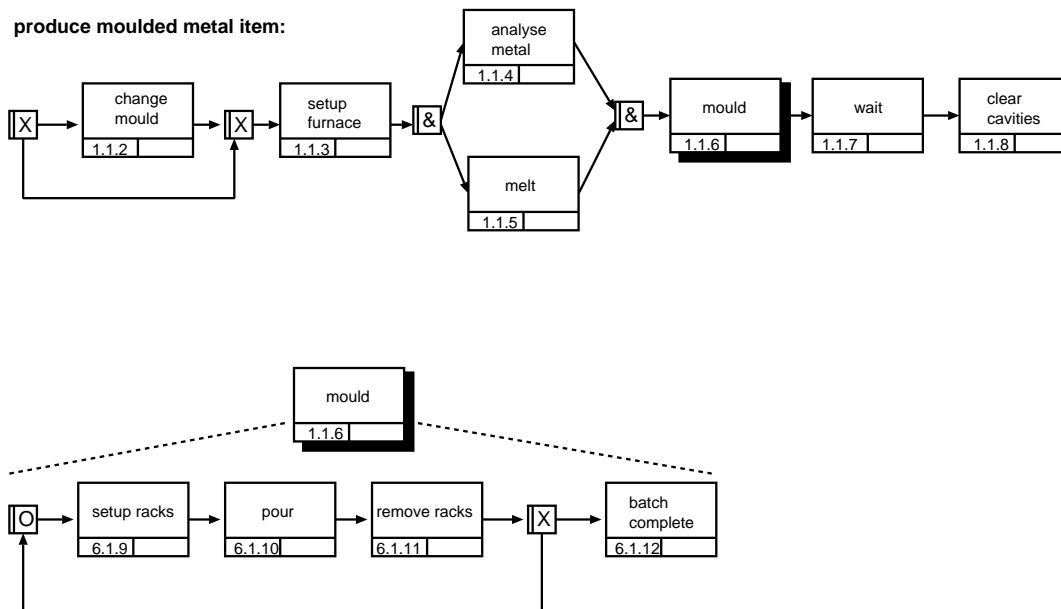 produce moulded metal item:
analyse
metal
1.1.4
X
change
mould
1.1.2
X
setup
furnace
1.1.3
&
&
mould
1.1.6
wait
1.1.7
clear
cavities
1.1.8
melt
1.1.5
mould
1.1.6
O
setup racks
6.1.9
pour
6.1.10
remove racks
6.1.11
X
batch
complete
6.1.12